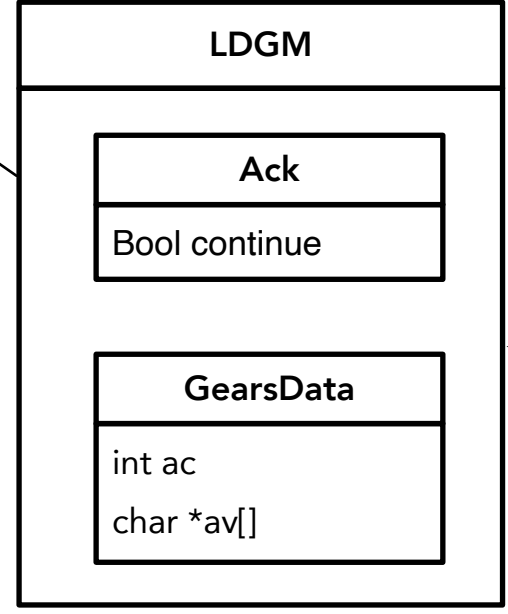 LDGM
Ack
Bool continue
GearsData
int ac
char *av[]